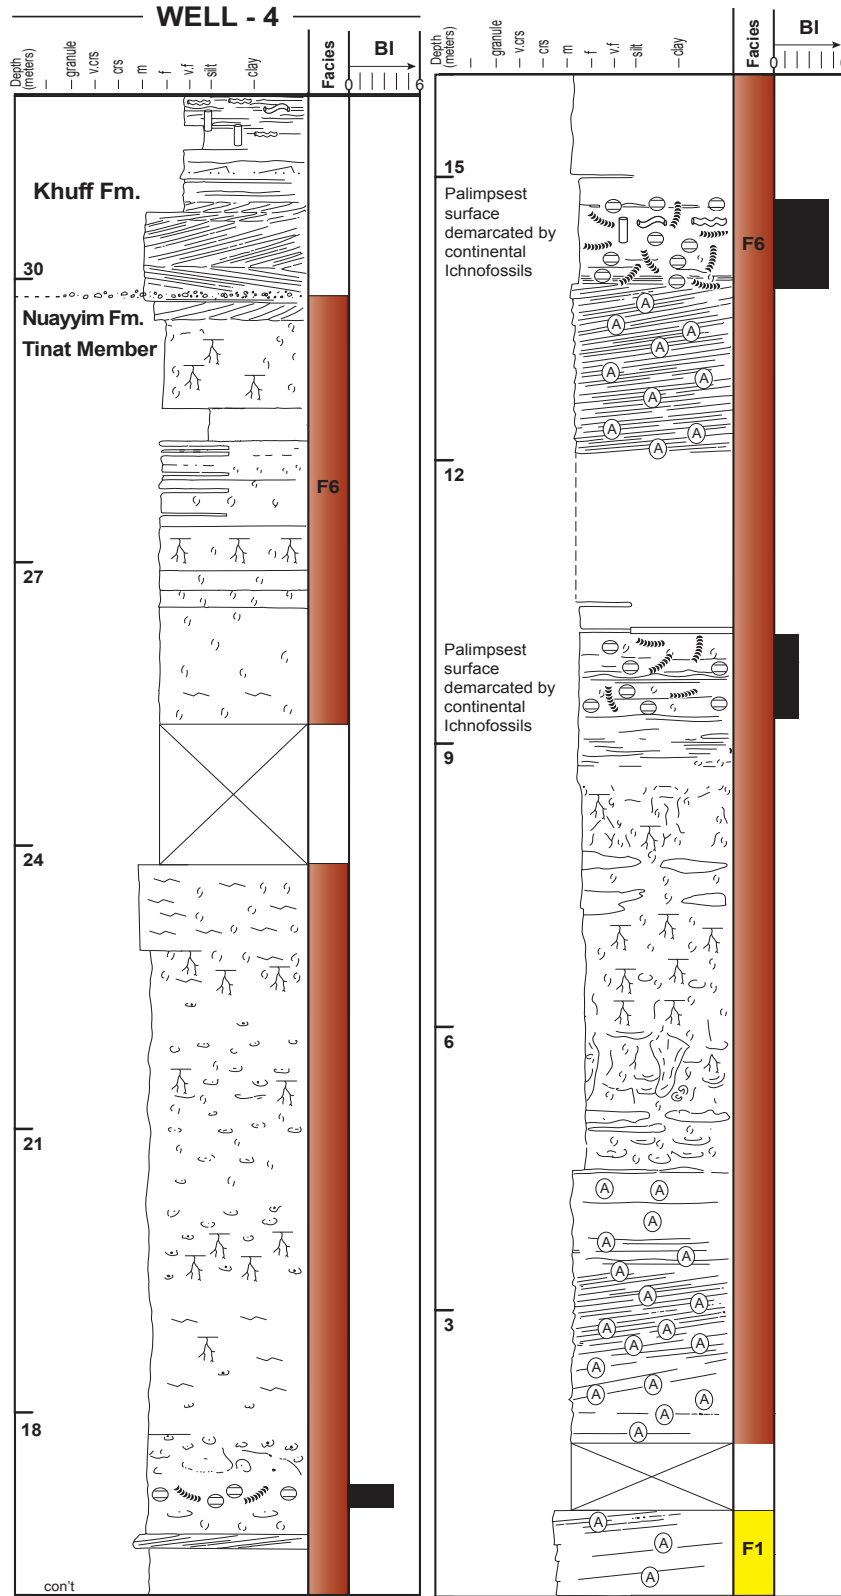 WELL - 4
Depth
(meters)
granule
v.crs
crs
m
f
v.f
silt
clay
Facies
BI
0
6
Khuff Fm.
30
Nuayyim Fm.
Tinat Member
F6
27
24
21
18
con't
Depth
(meters)
granule
v.crs
crs
m
f
v.f
silt
clay
Facies
BI
0
6
15
Palimpsest
surface
demarcated by
continental
Ichnofossils
F6
A
A
A
A
A
A
A
A
A
A
12
Palimpsest
surface
demarcated by
continental
Ichnofossils
9
6
A
A
A
A
A
A
A
A
3
A
A
A
A
A
A
A
A
A
A
F1
A
A
A